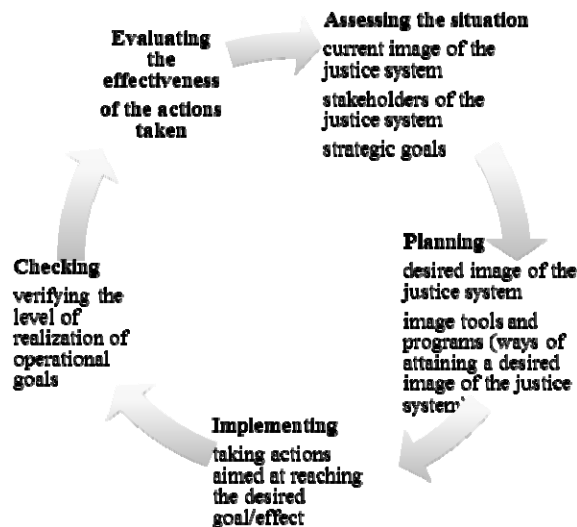 Assessing the situation
current image of the
justice system
stakeholders of the
justice system
strategic goals
Planning
desired image of the
justice system
image tools and
programs (ways of
attaining a desired
image of the justice
system)
Implementing
taking actions
aimed at reaching
the desired
goal/effect
Checking
verifying the
level of
realization of
operational
goals
Evaluating
the
effectiveness
of the actions
taken